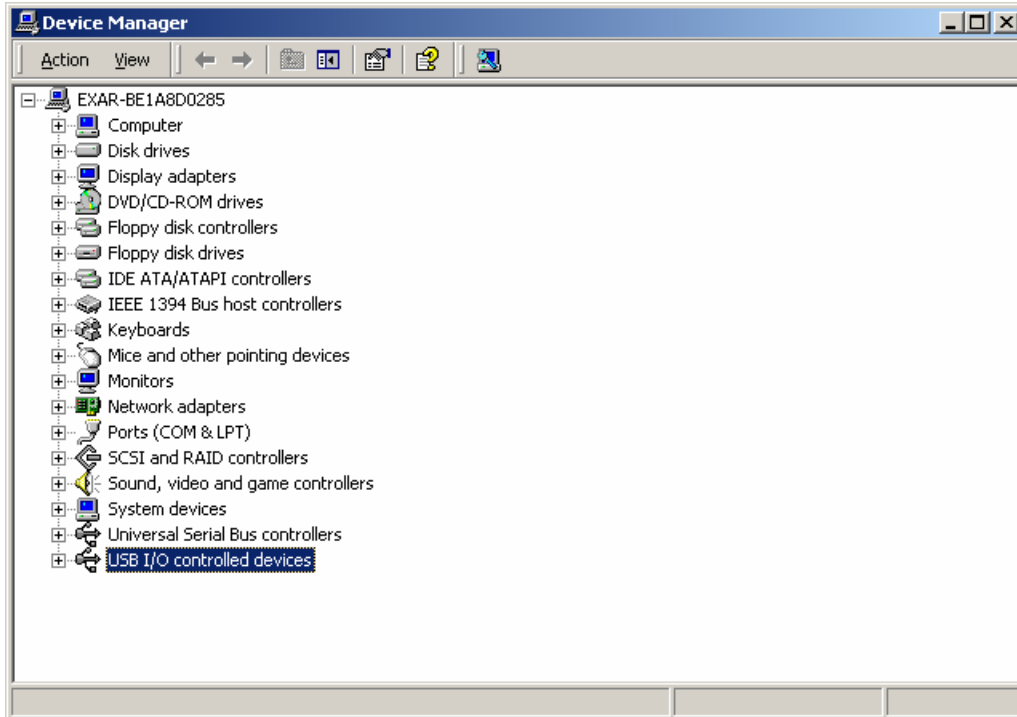 Device Manager
Action View
EXAR-BE1A8D0285
Computer
Disk drives
Display adapters
DVD/CD-ROM drives
Floppy disk controllers
Floppy disk drives
IDE ATA/ATAPI controllers
IEEE 1394 Bus host controllers
Keyboards
Mice and other pointing devices
Monitors
Network adapters
Ports (COM & LPT)
SCSI and RAID controllers
Sound, video and game controllers
System devices
Universal Serial Bus controllers
USB I/O controlled devices